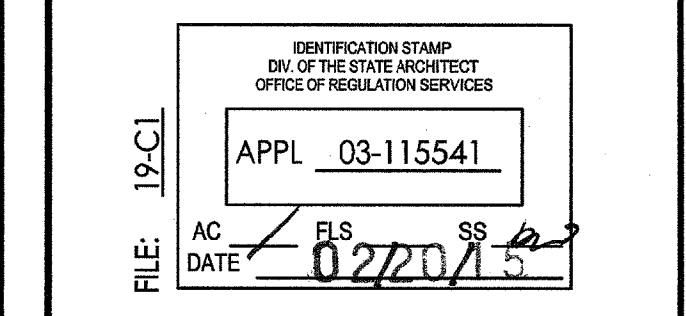 FILE: 19-C1
IDENTIFICATION STAMP
DIV. OF THE STATE ARCHITECT
OFFICE OF REGULATION SERVICES
APPL 03-115541
AC FLS SS
DATE 02/20/15